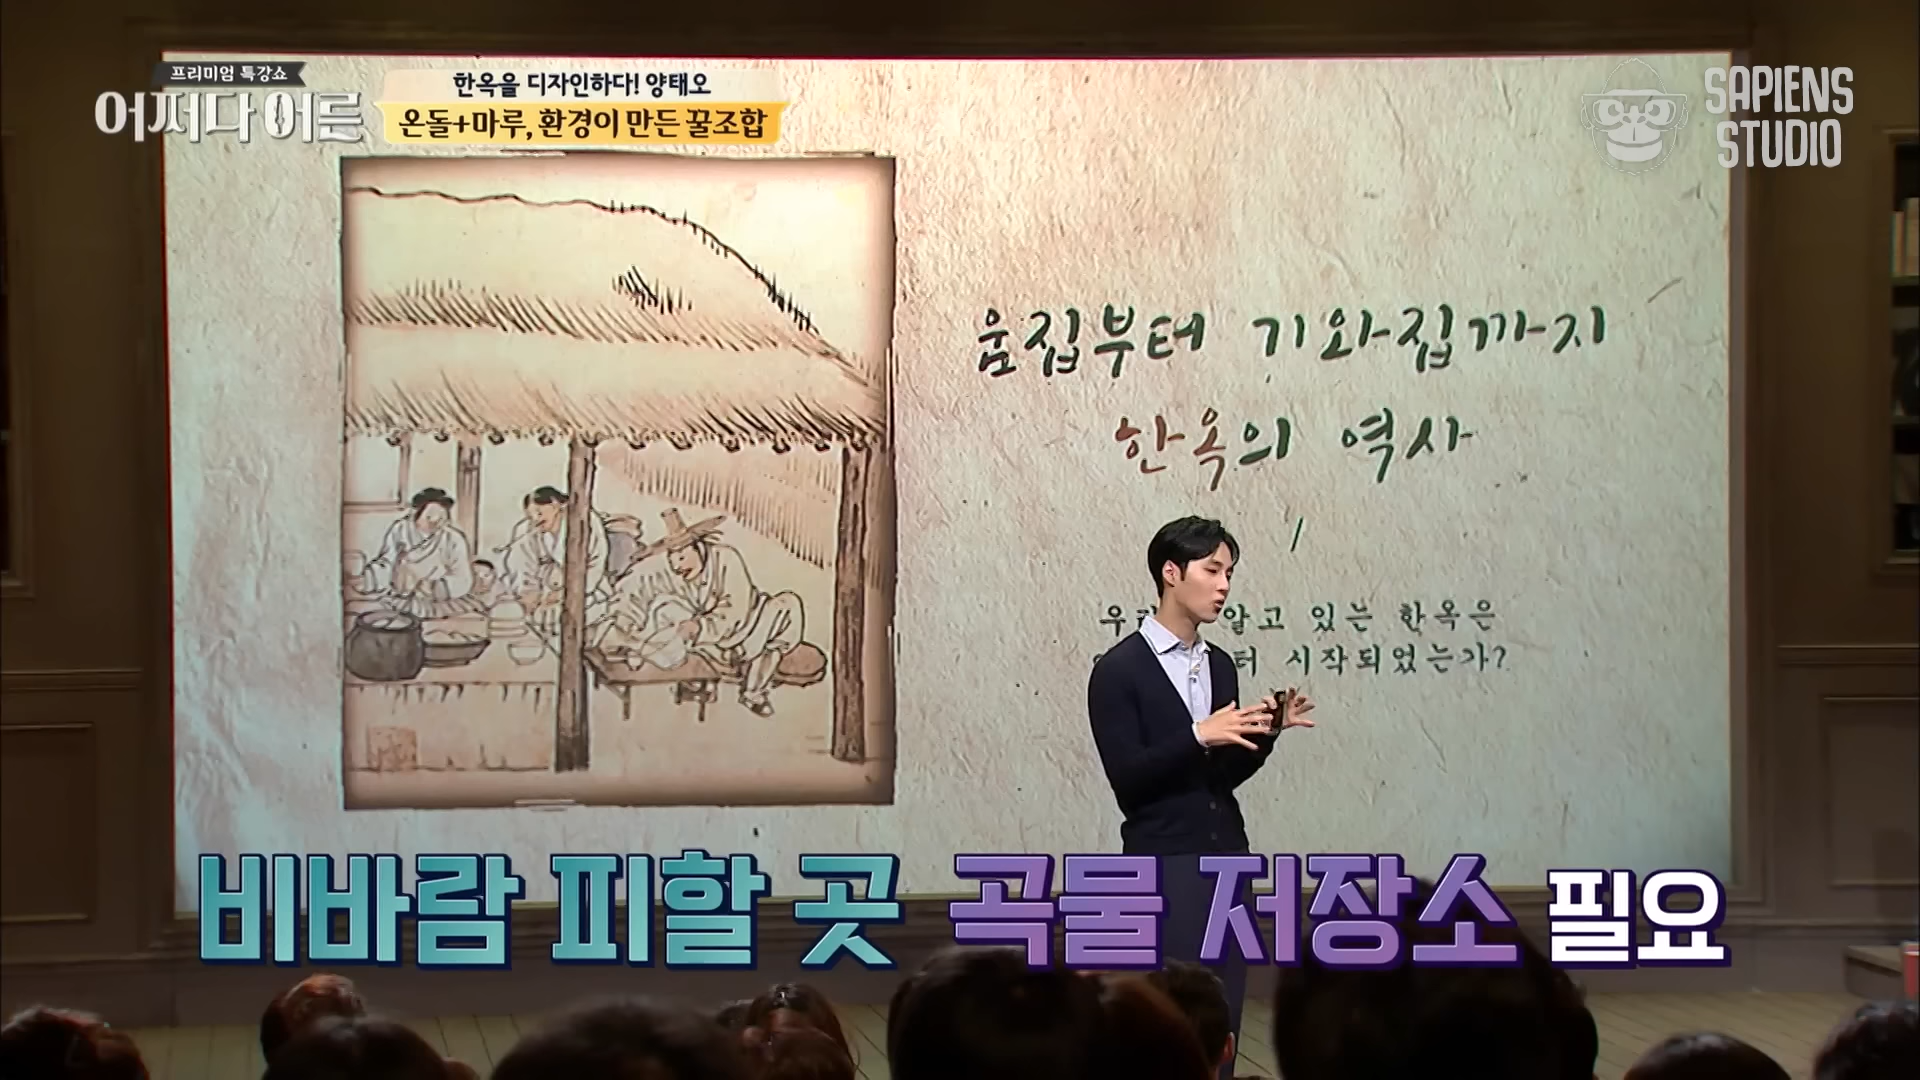 프리미엄 특강쇼
어쩌다 어른
한옥을 디자인하다! 양태오
온돌+마루, 환경이 만든 꿀조합
SAPIENS
STUDIO
움집부터 기와집까지
한옥의 역사
알고 있는 한옥은
시작되었는가?
비바람 피할 곳 곡물 저장소 필요